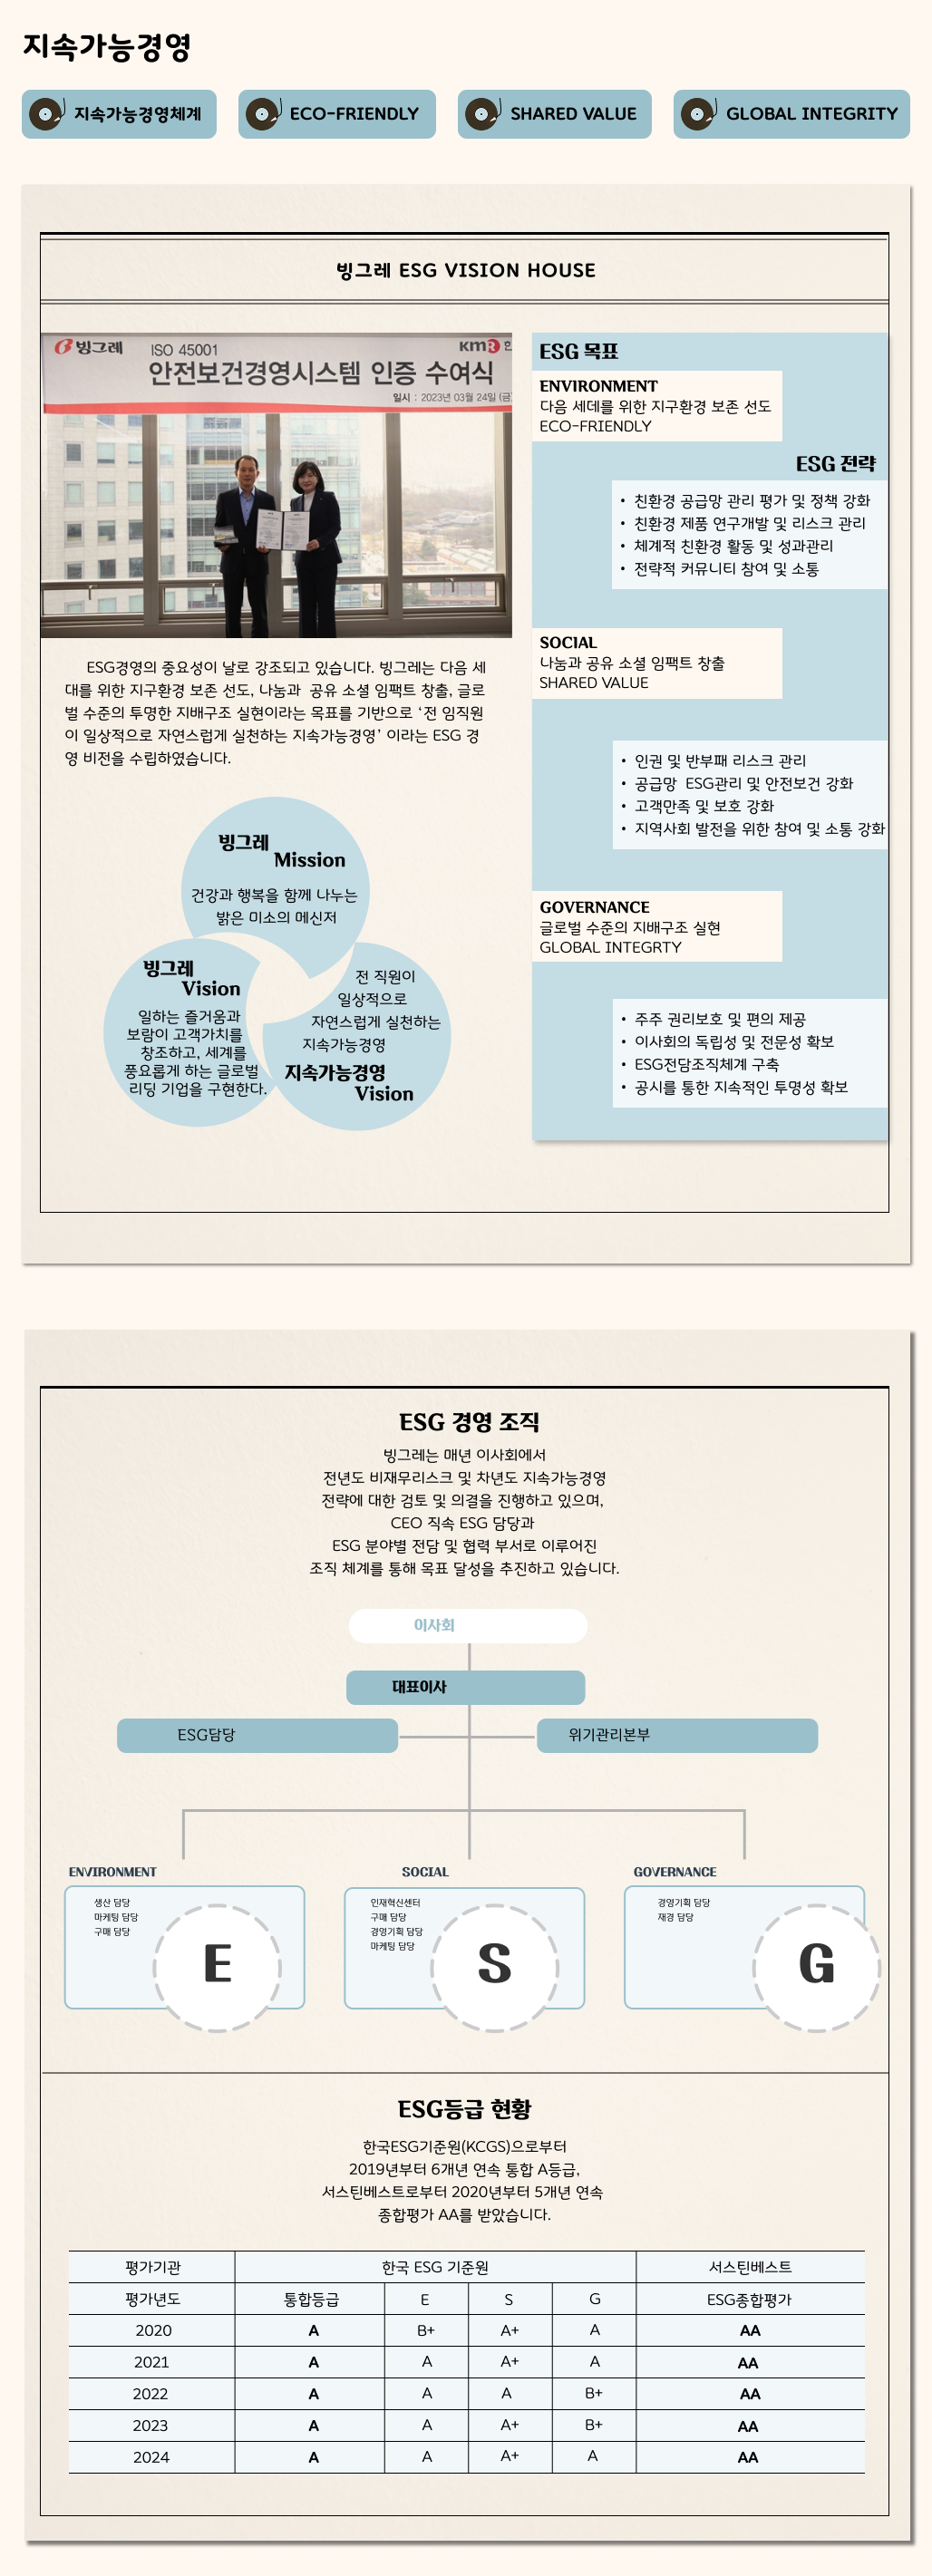 지속가능경영
지속가능경영체계
ECO-FRIENDLY
SHARED VALUE
GLOBAL INTEGRITY
빙그레 ESG VISION HOUSE
빙그레
ISO 45001
kmR 한
안전보건경영시스템 인증 수여식
일시 : 2023년 03월 24일 (금
ESG경영의 중요성이 날로 강조되고 있습니다. 빙그레는 다음 세
대를 위한 지구환경 보존 선도, 나눔과 공유 소셜 임팩트 창출, 글로
벌 수준의 투명한 지배구조 실현이라는 목표를 기반으로 ‘전 임직원
이 일상적으로 자연스럽게 실천하는 지속가능경영’ 이라는 ESG 경
영 비전을 수립하였습니다.
빙그레
Mission
건강과 행복을 함께 나누는
밝은 미소의 메신저
빙그레
Vision
일하는 즐거움과
보람이 고객가치를
창조하고, 세계를
풍요롭게 하는 글로벌
리딩 기업을 구현한다.
전 직원이
일상적으로
자연스럽게 실천하는
지속가능경영
지속가능경영
Vision
ESG 목표
ENVIRONMENT
다음 세데를 위한 지구환경 보존 선도
ECO-FRIENDLY
ESG 전략
• 친환경 공급망 관리 평가 및 정책 강화
• 친환경 제품 연구개발 및 리스크 관리
• 체계적 친환경 활동 및 성과관리
• 전략적 커뮤니티 참여 및 소통
SOCIAL
나눔과 공유 소셜 임팩트 창출
SHARED VALUE
• 인권 및 반부패 리스크 관리
• 공급망 ESG관리 및 안전보건 강화
• 고객만족 및 보호 강화
• 지역사회 발전을 위한 참여 및 소통 강화
GOVERNANCE
글로벌 수준의 지배구조 실현
GLOBAL INTEGRTY
• 주주 권리보호 및 편의 제공
• 이사회의 독립성 및 전문성 확보
• ESG전담조직체계 구축
• 공시를 통한 지속적인 투명성 확보
ESG 경영 조직
빙그레는 매년 이사회에서
전년도 비재무리스크 및 차년도 지속가능경영
전략에 대한 검토 및 의결을 진행하고 있으며,
CEO 직속 ESG 담당과
ESG 분야별 전담 및 협력 부서로 이루어진
조직 체계를 통해 목표 달성을 추진하고 있습니다.
이사회
대표이사
ESG담당
위기관리본부
ENVIRONMENT
생산 담당
마케팅 담당
구매 담당
E
SOCIAL
인재혁신센터
구매 담당
경영기획 담당
마케팅 담당
S
GOVERNANCE
경영기획 담당
재경 담당
G
ESG등급 현황
한국ESG기준원(KCGS)으로부터
2019년부터 6개년 연속 통합 A등급,
서스틴베스트로부터 2020년부터 5개년 연속
종합평가 AA를 받았습니다.
평가기관 한국 ESG 기준원 서스틴베스트
평가년도 통합등급 E S G ESG종합평가
2020 A B+ A+ A AA
2021 A A A+ A AA
2022 A A A B+ AA
2023 A A A+ B+ AA
2024 A A A+ A AA